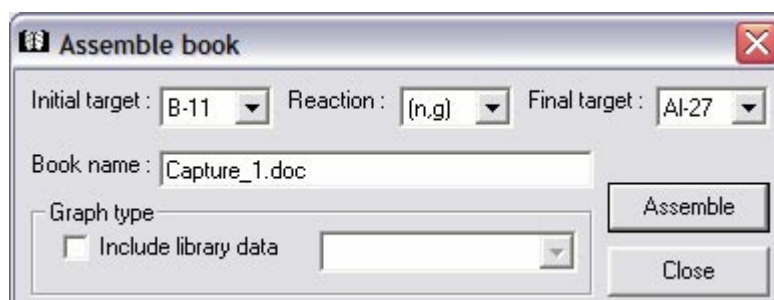 Assemble book
Initial target : B-11 Reaction : (n,g) Final target : Al-27
Book name : Capture_1.doc
Graph type
Assemble
Include library data
Close